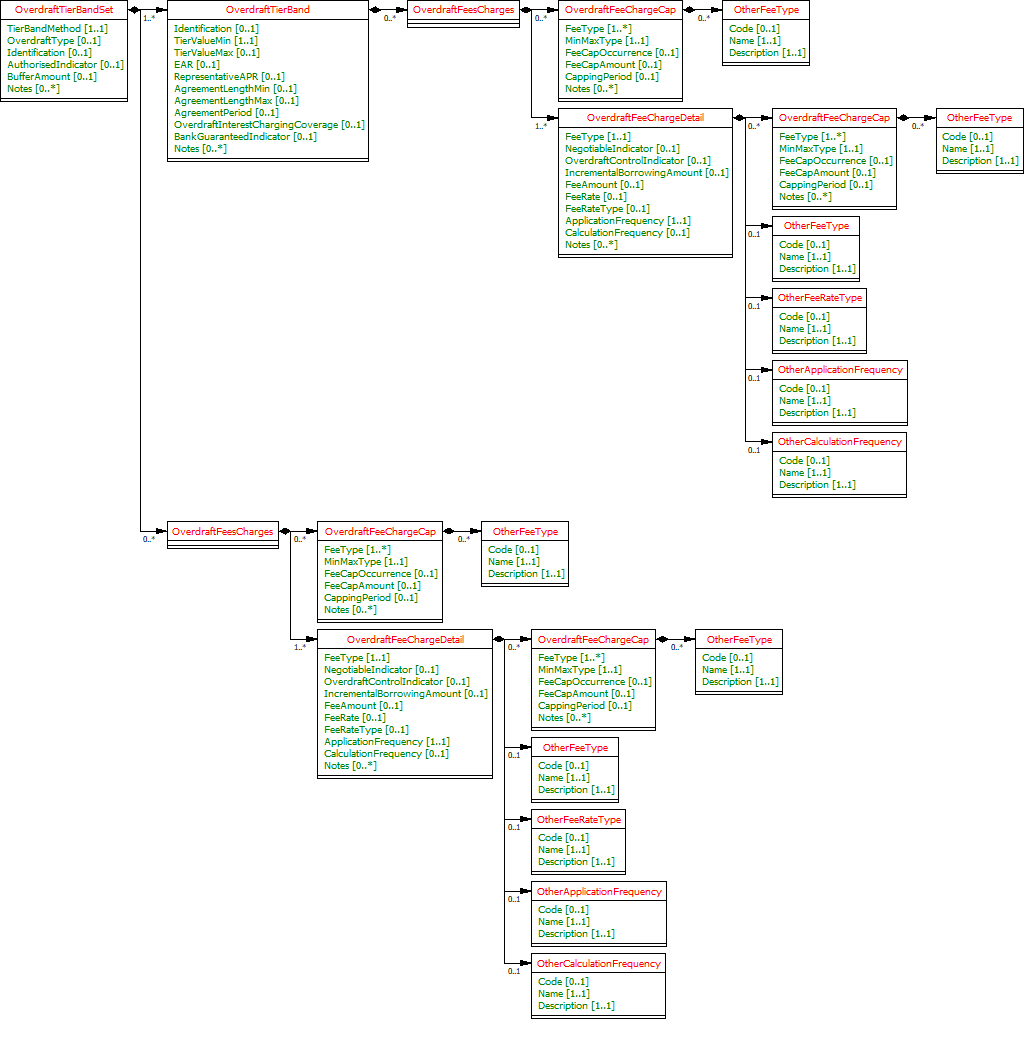 OverdraftTierBandSet
TierBandMethod [1..1]
OverdraftType [0..1]
Identification [0..1]
AuthorisedIndicator [0..1]
BufferAmount [0..1]
Notes [0..*]
1..*
OverdraftTierBand
Identification [0..1]
TierValueMin [1..1]
TierValueMax [0..1]
EAR [0..1]
RepresentativeAPR [0..1]
AgreementLengthMin [0..1]
AgreementLengthMax [0..1]
AgreementPeriod [0..1]
OverdraftInterestChargingCoverage [0..1]
BankGuaranteedIndicator [0..1]
Notes [0..*]
0..*
OverdraftFeesCharges
0..*
OverdraftFeeChargeCap
FeeType [1..*]
MinMaxType [1..1]
FeeCapOccurrence [0..1]
FeeCapAmount [0..1]
CappingPeriod [0..1]
Notes [0..*]
0..*
OtherFeeType
Code [0..1]
Name [1..1]
Description [1..1]
1..*
OverdraftFeeChargeDetail
FeeType [1..1]
NegotiableIndicator [0..1]
OverdraftControlIndicator [0..1]
IncrementalBorrowingAmount [0..1]
FeeAmount [0..1]
FeeRate [0..1]
FeeRateType [0..1]
ApplicationFrequency [1..1]
CalculationFrequency [0..1]
Notes [0..*]
0..*
OverdraftFeeChargeCap
FeeType [1..*]
MinMaxType [1..1]
FeeCapOccurrence [0..1]
FeeCapAmount [0..1]
CappingPeriod [0..1]
Notes [0..*]
0..*
OtherFeeType
Code [0..1]
Name [1..1]
Description [1..1]
0..1
OtherFeeType
Code [0..1]
Name [1..1]
Description [1..1]
0..1
OtherFeeRateType
Code [0..1]
Name [1..1]
Description [1..1]
0..1
OtherApplicationFrequency
Code [0..1]
Name [1..1]
Description [1..1]
0..1
OtherCalculationFrequency
Code [0..1]
Name [1..1]
Description [1..1]
0..*
OverdraftFeesCharges
0..*
OverdraftFeeChargeCap
FeeType [1..*]
MinMaxType [1..1]
FeeCapOccurrence [0..1]
FeeCapAmount [0..1]
CappingPeriod [0..1]
Notes [0..*]
0..*
OtherFeeType
Code [0..1]
Name [1..1]
Description [1..1]
1..*
OverdraftFeeChargeDetail
FeeType [1..1]
NegotiableIndicator [0..1]
OverdraftControlIndicator [0..1]
IncrementalBorrowingAmount [0..1]
FeeAmount [0..1]
FeeRate [0..1]
FeeRateType [0..1]
ApplicationFrequency [1..1]
CalculationFrequency [0..1]
Notes [0..*]
0..*
OverdraftFeeChargeCap
FeeType [1..*]
MinMaxType [1..1]
FeeCapOccurrence [0..1]
FeeCapAmount [0..1]
CappingPeriod [0..1]
Notes [0..*]
0..*
OtherFeeType
Code [0..1]
Name [1..1]
Description [1..1]
0..1
OtherFeeType
Code [0..1]
Name [1..1]
Description [1..1]
0..1
OtherFeeRateType
Code [0..1]
Name [1..1]
Description [1..1]
0..1
OtherApplicationFrequency
Code [0..1]
Name [1..1]
Description [1..1]
0..1
OtherCalculationFrequency
Code [0..1]
Name [1..1]
Description [1..1]